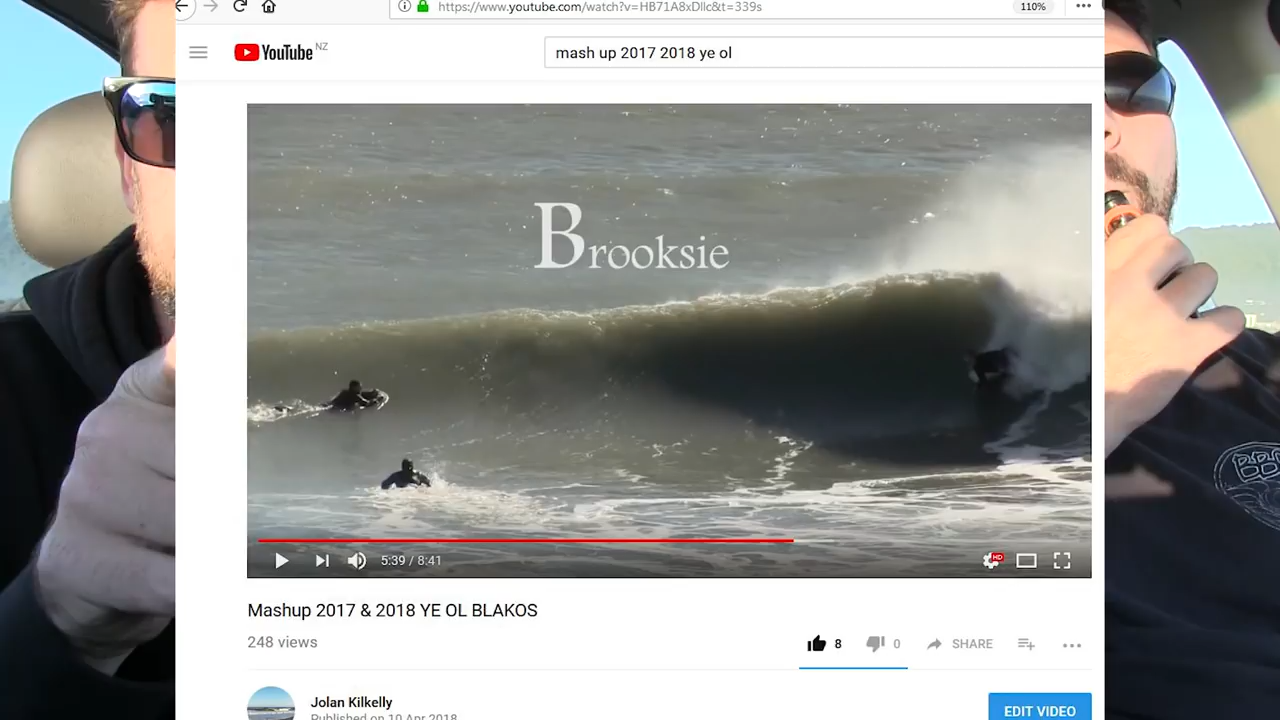 https://www.youtube.com/watch?v=HB71A8xDllc&t=339s
110%
YouTube NZ
mash up 2017 2018 ye ol
Brooksie
5:39 / 8:41
HD
Mashup 2017 & 2018 YE OL BLAKOS
248 views
8
0
SHARE
Jolan Kilkelly
Published on 10 Apr 2018
EDIT VIDEO